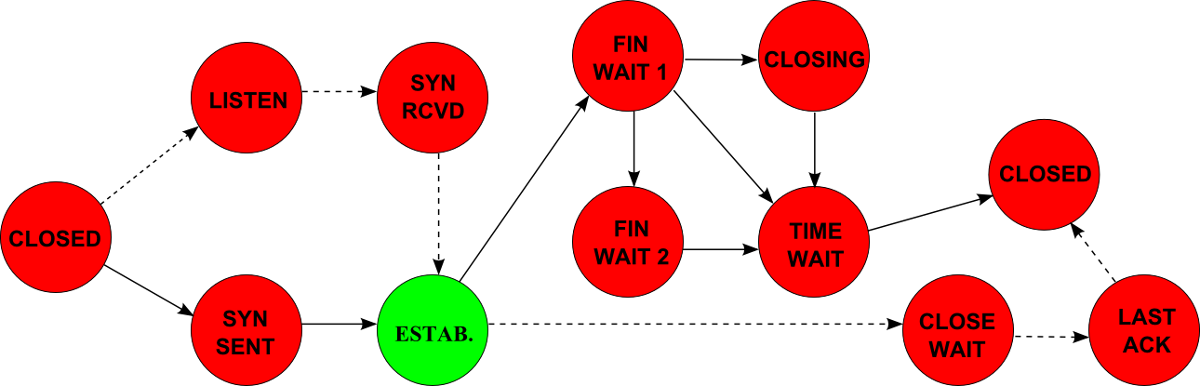 CLOSED
LISTEN
SYN
RCVD
SYN
SENT
ESTAB.
FIN
WAIT 1
CLOSING
FIN
WAIT 2
TIME
WAIT
CLOSED
CLOSE
WAIT
LAST
ACK